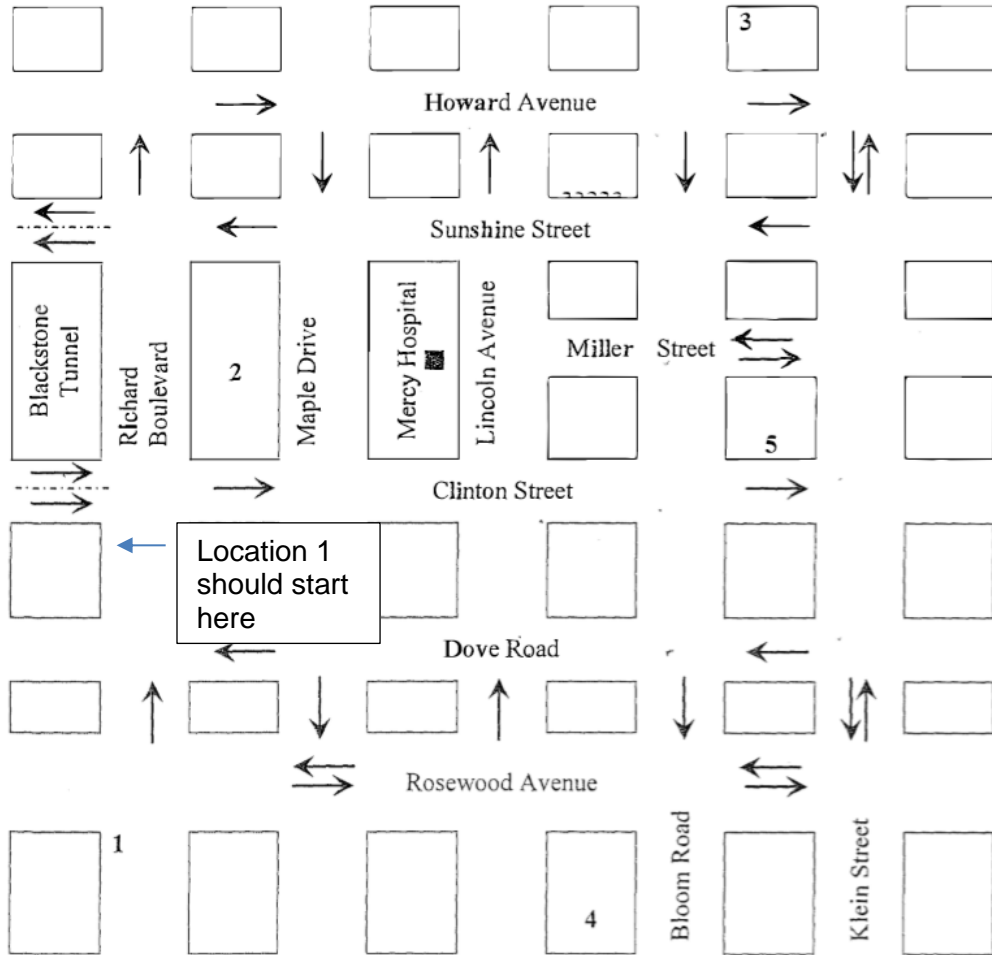 3
Howard Avenue
Sunshine Street
Blackstone
Tunnel
Richard
Boulevard
2
Maple Drive
Mercy Hospital
Lincoln Avenue
Miller Street
5
Clinton Street
Location 1
should start
here
Dove Road
Rosewood Avenue
1
4
Bloom Road
Klein Street